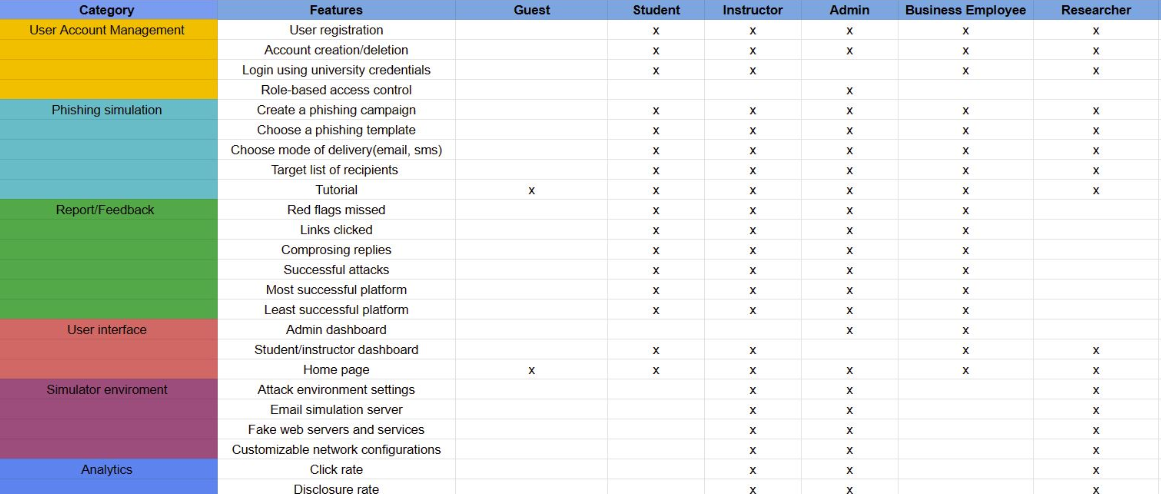 Category Features Guest Student Instructor Admin Business Employee Researcher
User Account Management User registration x x x x x
Account creation/deletion x x x x x
Login using university credentials x x x x
Role-based access control x
Phishing simulation Create a phishing campaign x x x x x
Choose a phishing template x x x x x
Choose mode of delivery(email, sms) x x x x x
Target list of recipients x x x x x
Tutorial x x x x x x
Report/Feedback Red flags missed x x x x
Links clicked x x x x
Comprosing replies x x x x
Successful attacks x x x x
Most successful platform x x x x
Least successful platform x x x x
User interface Admin dashboard x x
Student/instructor dashboard x x x x
Home page x x x x x x
Simulator enviroment Attack environment settings x x x
Email simulation server x x x
Fake web servers and services x x x
Customizable network configurations x x x
Analytics Click rate x x x
Disclosure rate x x x